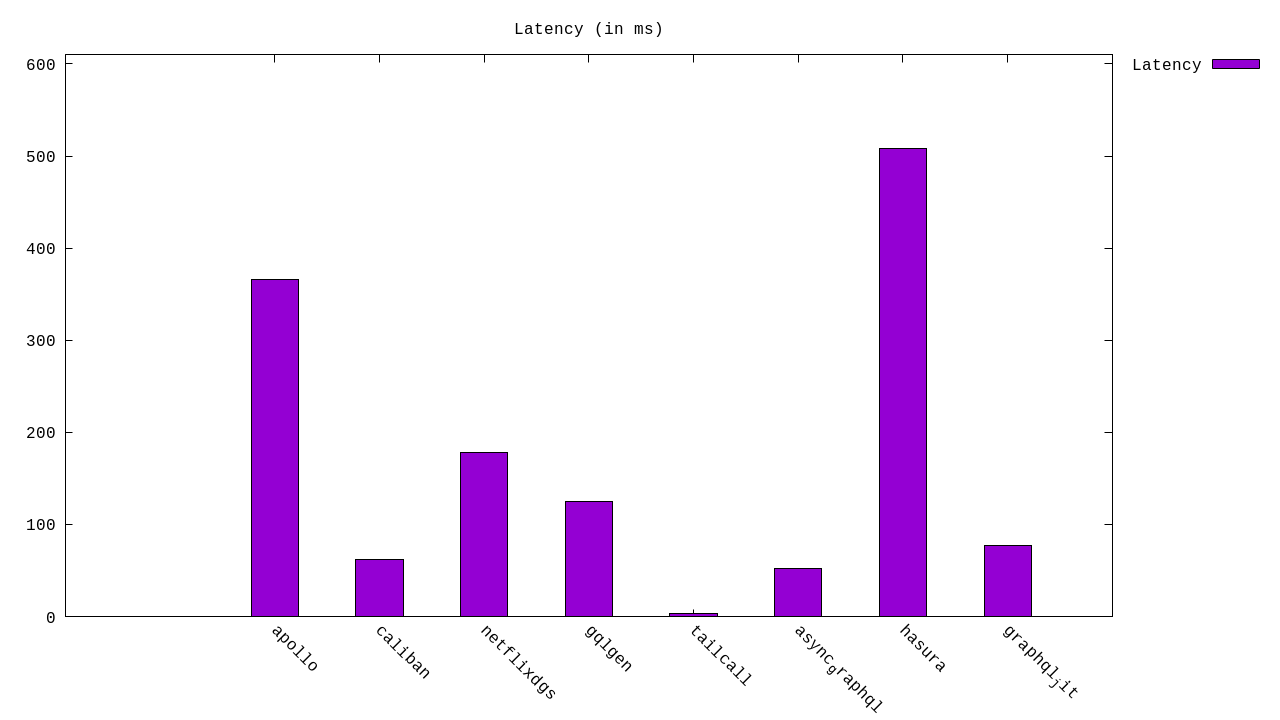 Latency (in ms)
Latency
600
500
400
300
200
100
0
apollo
caliban
netflixdgs
gqlgen
tailcall
async_graphql
hasura
graphql_jit